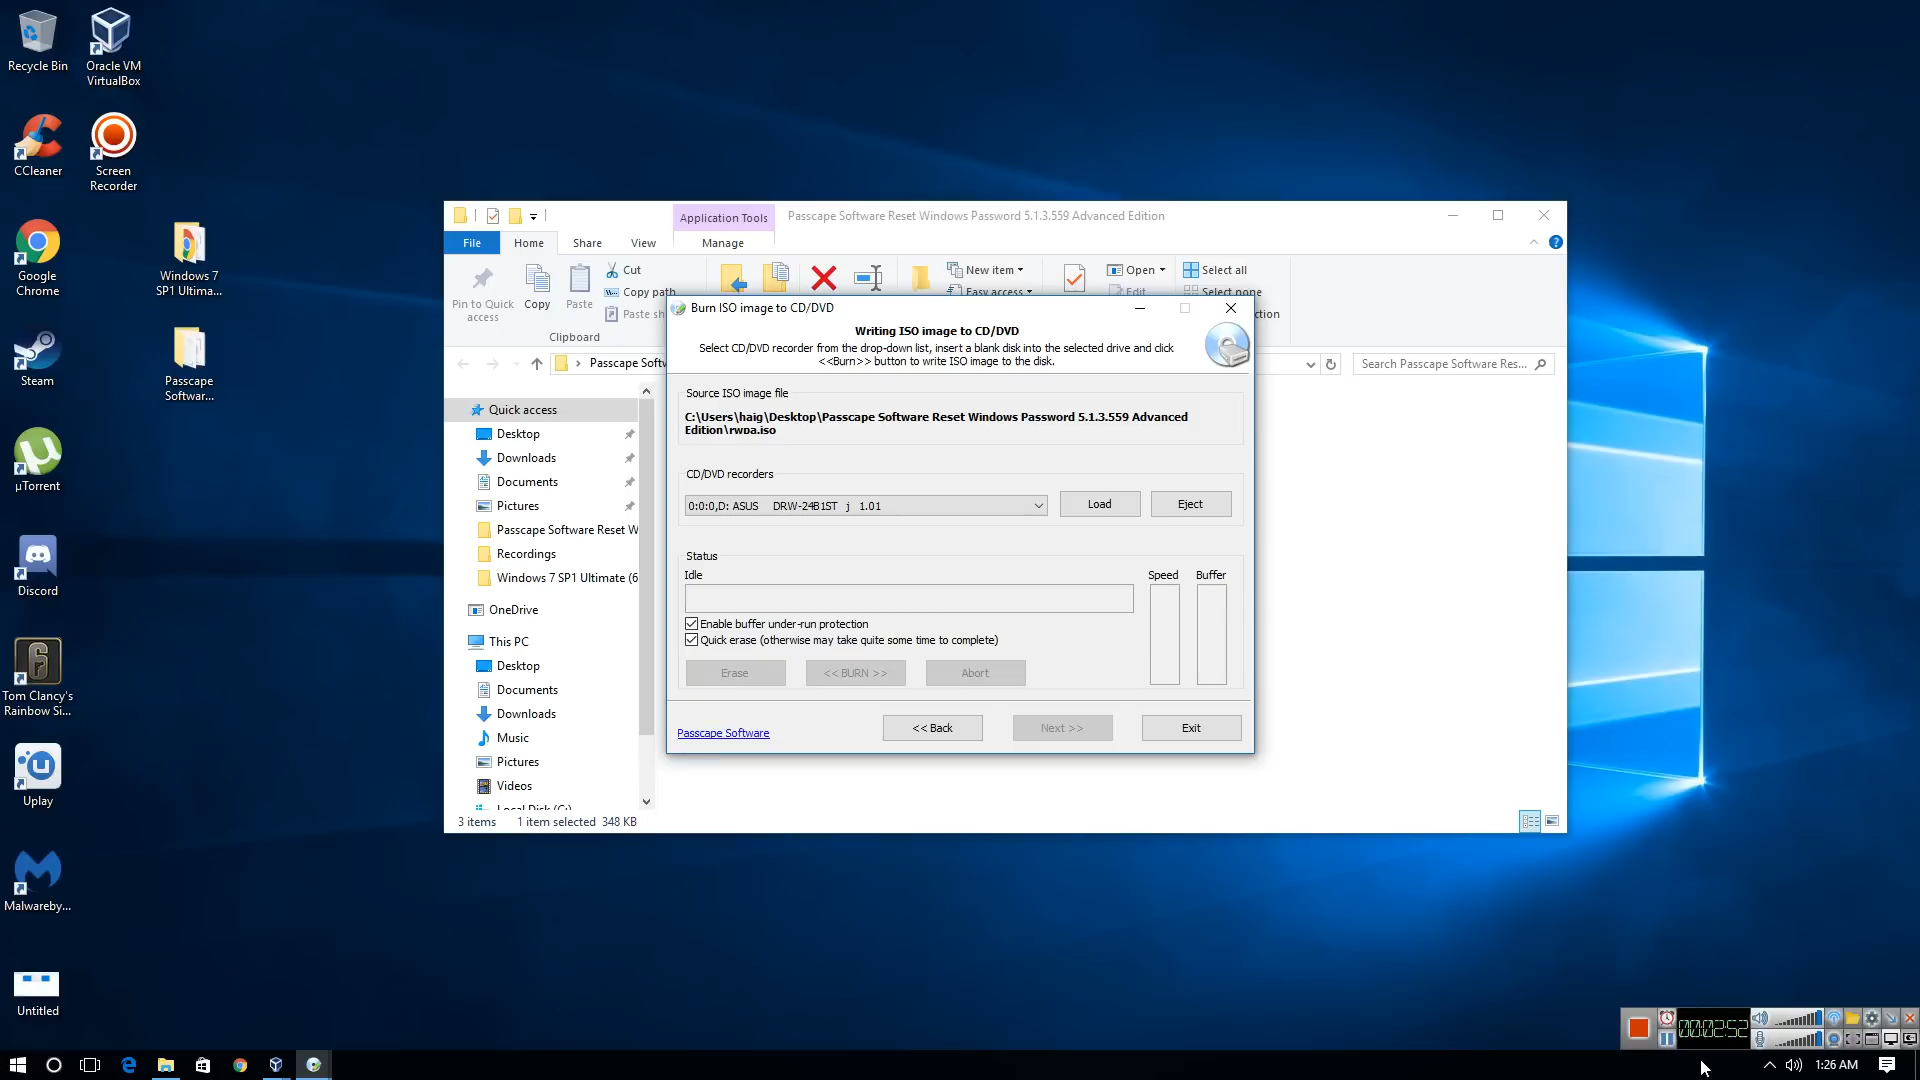 Recycle Bin
Oracle VM
VirtualBox
CCleaner
Screen
Recorder
Google
Chrome
Windows 7
SP1 Ultima...
Steam
Passcape
Softwar...
µTorrent
Discord
Tom Clancy's
Rainbow Si...
Uplay
Malwareby...
Untitled
Application Tools
Passcape Software Reset Windows Password 5.1.3.559 Advanced Edition
File
Home
Share
View
Manage
Pin to Quick
access
Copy
Paste
Cut
Copy path
Paste sh
Clipboard
New item
Easy access
Open
Edit
Select all
Select none
ction
Passcape Softw
Search Passcape Software Res...
Quick access
Desktop
Downloads
Documents
Pictures
Passcape Software Reset W
Recordings
Windows 7 SP1 Ultimate (6
OneDrive
This PC
Desktop
Documents
Downloads
Music
Pictures
Videos
Local Disk (C:)
3 items
1 item selected 348 KB
Burn ISO image to CD/DVD
Writing ISO image to CD/DVD
Select CD/DVD recorder from the drop-down list, insert a blank disk into the selected drive and click
<<Burn>> button to write ISO image to the disk.
Source ISO image file
C:\Users\haig\Desktop\Passcape Software Reset Windows Password 5.1.3.559 Advanced
Edition\rwpa.iso
CD/DVD recorders
0:0:0,D: ASUS DRW-24B1ST j 1.01
Load
Eject
Status
Idle
Speed
Buffer
Enable buffer under-run protection
Quick erase (otherwise may take quite some time to complete)
Erase
<< BURN >>
Abort
Passcape Software
<< Back
Next >>
Exit
00:02:52
1:26 AM